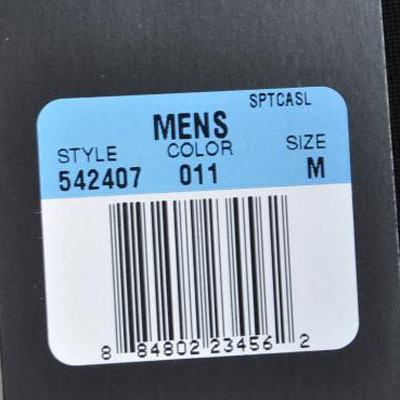 SPTCASL
MENS
STYLE COLOR SIZE
542407 011 M
8 84802 23456 2